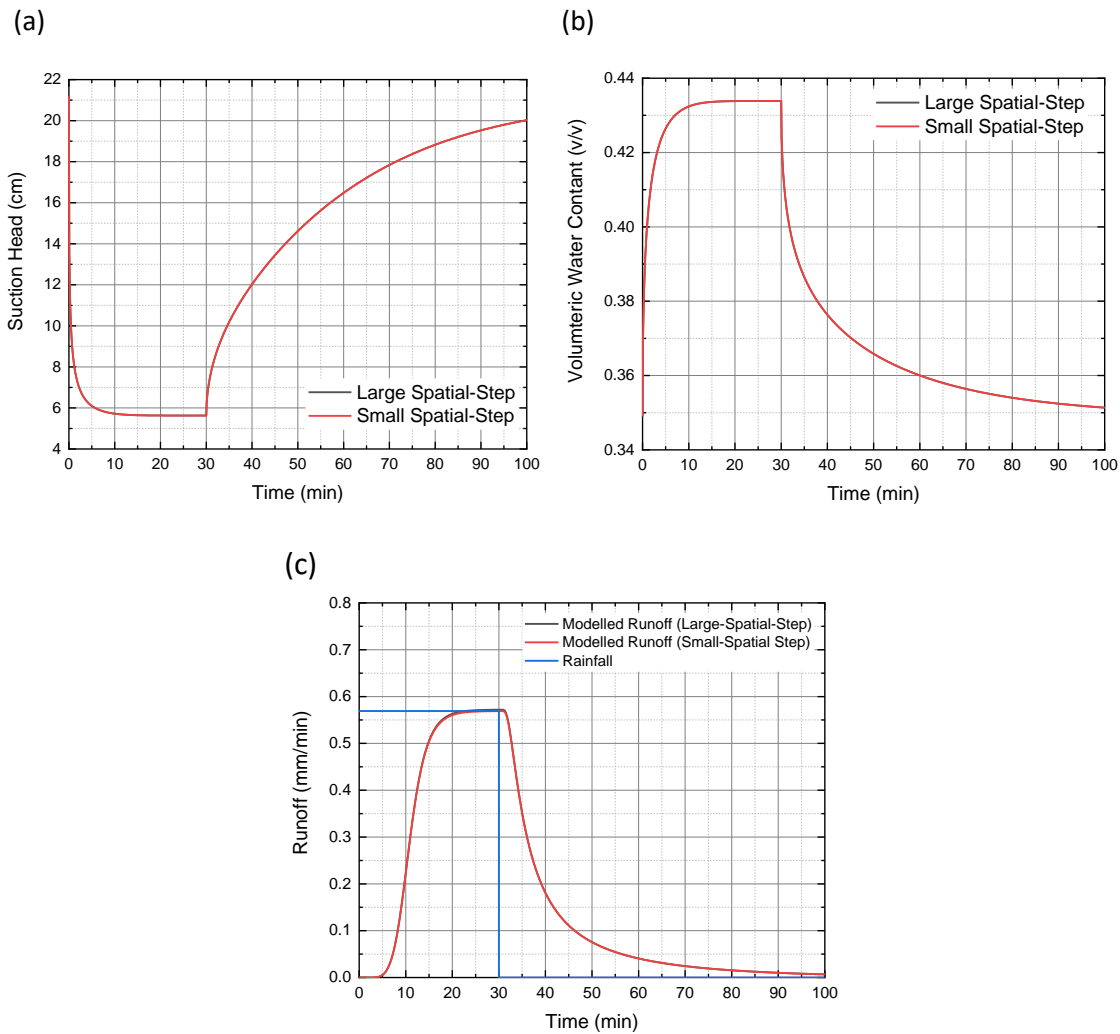 (a)
22
20
18
16
14
12
10
8
6
4
Suction Head (cm)
Large Spatial-Step
Small Spatial-Step
0 10 20 30 40 50 60 70 80 90 100
Time (min)
(b)
0.44
0.42
0.40
0.38
0.36
0.34
Volumteric Water Contant (v/v)
Large Spatial-Step
Small Spatial-Step
0 10 20 30 40 50 60 70 80 90 100
Time (min)
(c)
0.8
0.7
0.6
0.5
0.4
0.3
0.2
0.1
0.0
Runoff (mm/min)
Modelled Runoff (Large-Spatial-Step)
Modelled Runoff (Small-Spatial Step)
Rainfall
0 10 20 30 40 50 60 70 80 90 100
Time (min)